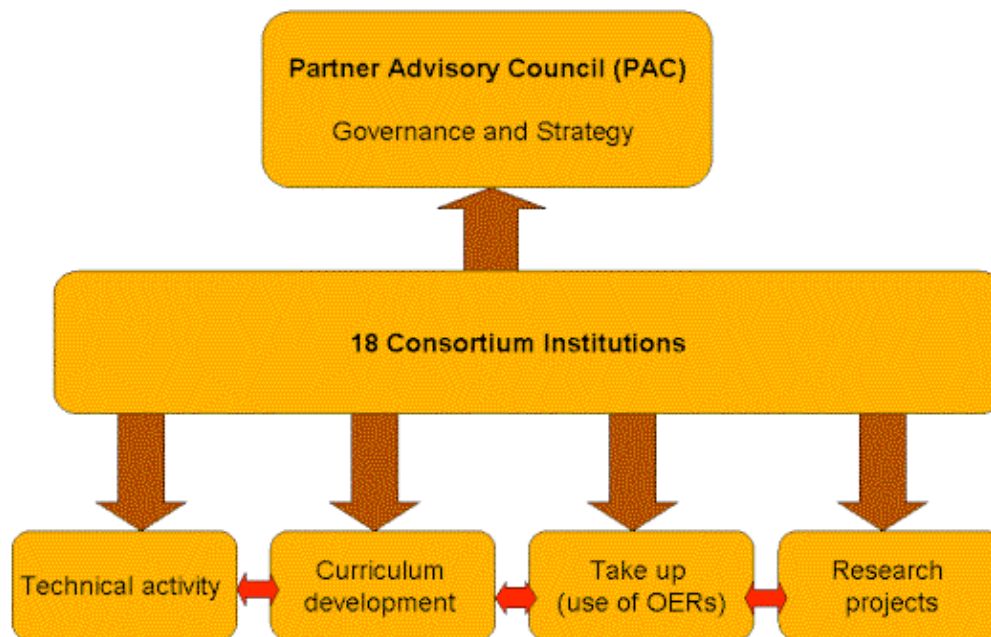 Partner Advisory Council (PAC)
Governance and Strategy
18 Consortium Institutions
Technical activity
Curriculum
development
Take up
(use of OERs)
Research
projects